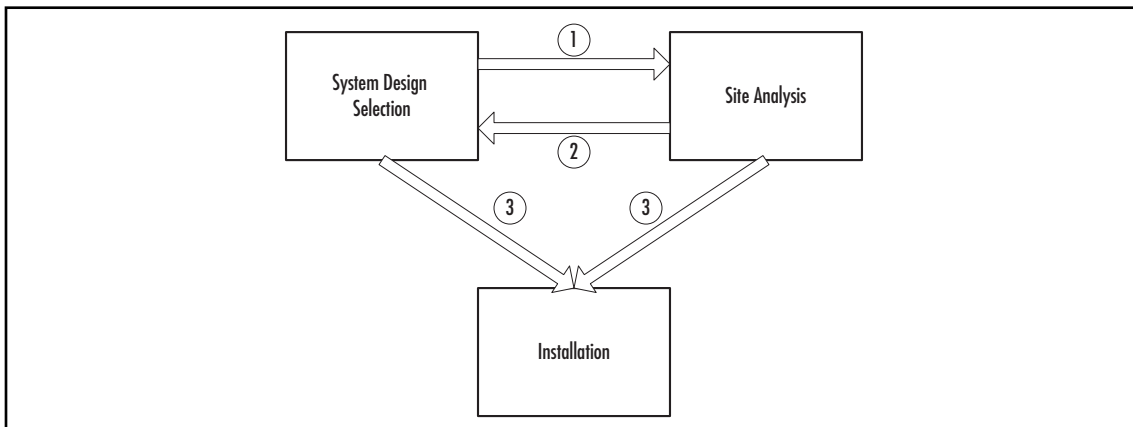 1
System Design
Selection
Site Analysis
2
3
3
Installation